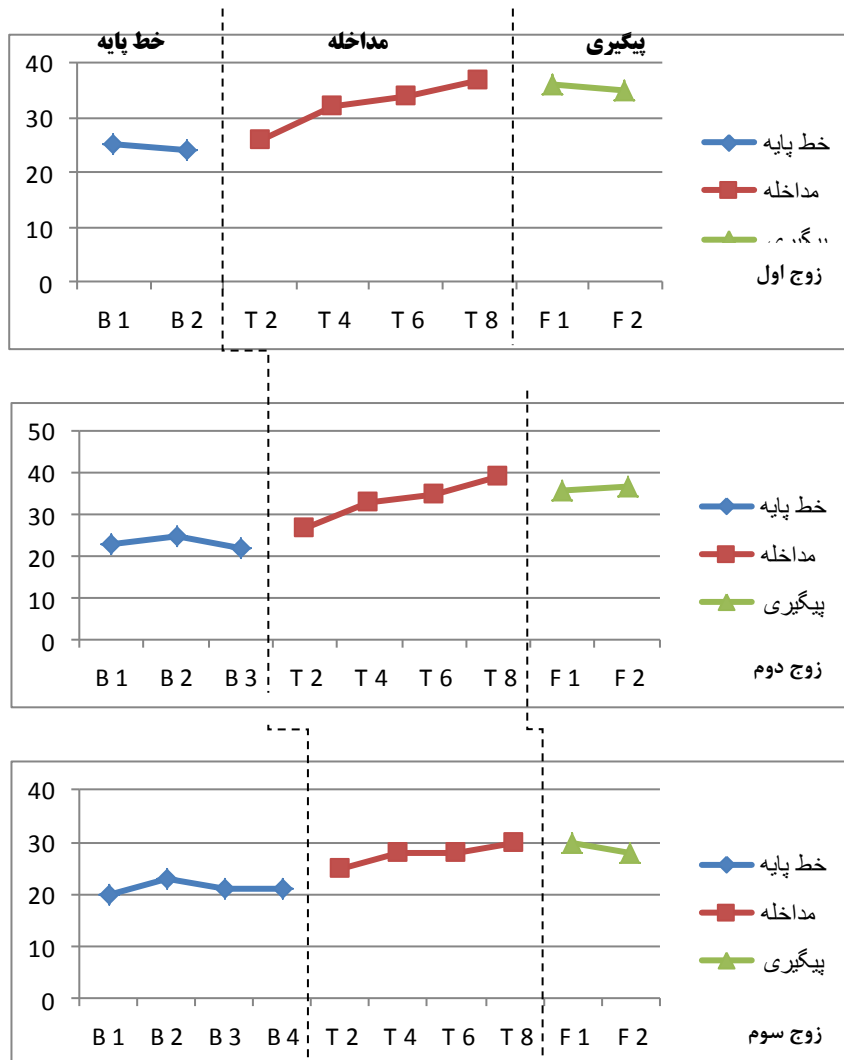 خط پایه مداخله پیگیری
40
30
20
10
0
B 1 B 2 T 2 T 4 T 6 T 8 F 1 F 2
خط پایه
مداخله
پیگیری
زوج اول
50
40
30
20
10
0
B 1 B 2 B 3 T 2 T 4 T 6 T 8 F 1 F 2
خط پایه
مداخله
پیگیری
زوج دوم
40
30
20
10
0
B 1 B 2 B 3 B 4 T 2 T 4 T 6 T 8 F 1 F 2
خط پایه
مداخله
پیگیری
زوج سوم